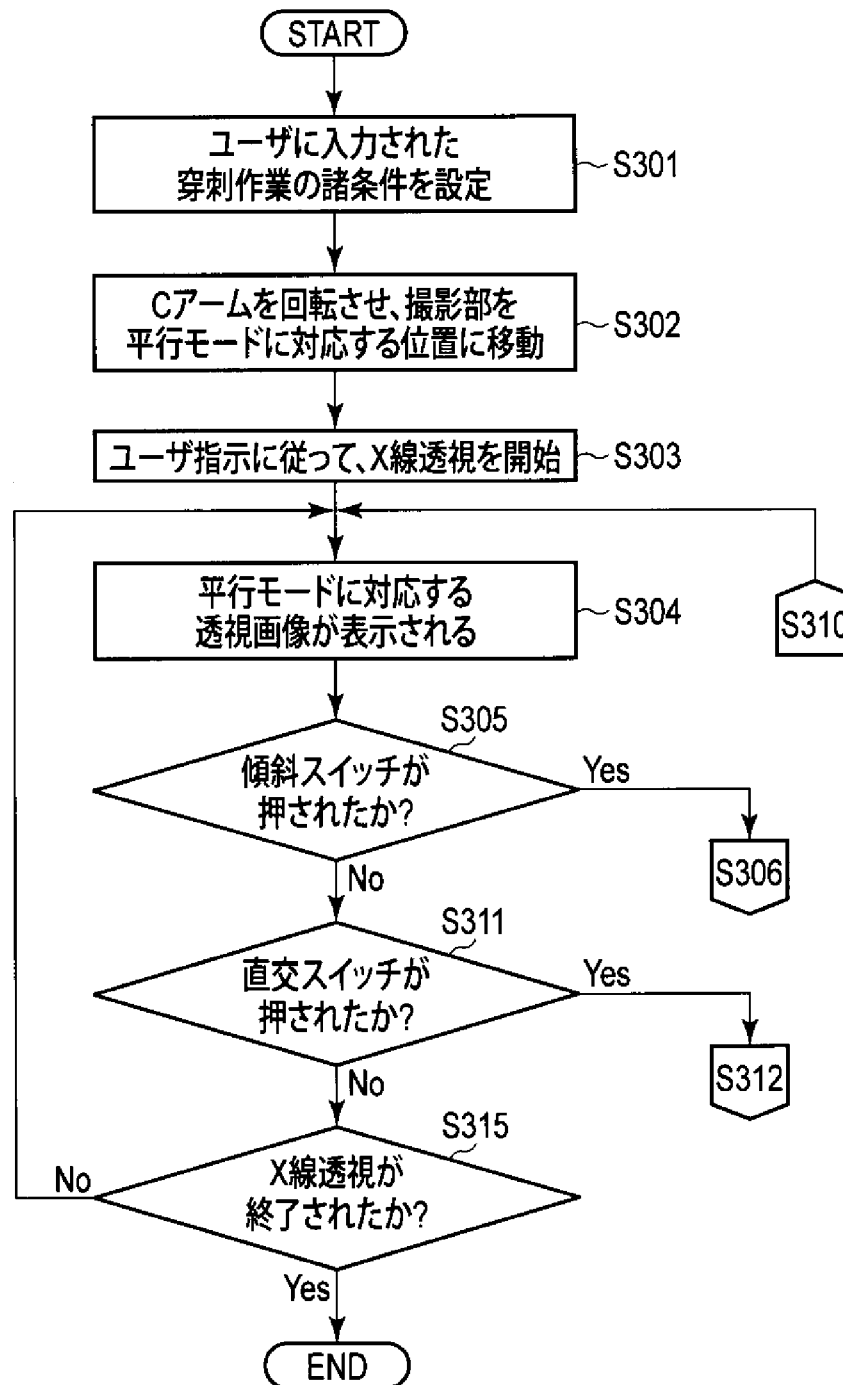 START
ユーザに入力された
穿刺作業の諸条件を設定
S301
Cアームを回転させ、撮影部を
平行モードに対応する位置に移動
S302
ユーザ指示に従って、X線透視を開始
S303
平行モードに対応する
透視画像が表示される
S304
S310
S305
傾斜スイッチが
押されたか?
Yes
S306
No
S311
直交スイッチが
押されたか?
Yes
S312
No
S315
X線透視が
終了されたか?
No
Yes
END